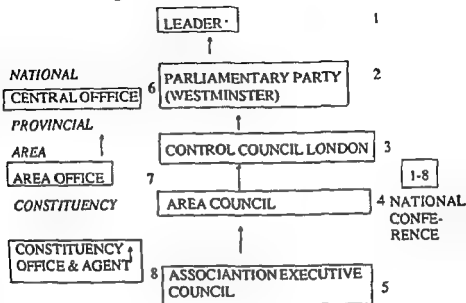 LEADER· 1
NATIONAL
CENTRAL OFFFICE
6
PARLIAMENTARY PARTY
(WESTMINSTER)
2
PROVINCIAL
AREA
AREA OFFICE
7
CONTROL COUNCIL LONDON 3
CONSTITUENCY
AREA COUNCIL
1-8
4 NATIONAL
CONFE-
RENCE
CONSTITUENCY
OFFICE & AGENT
8
ASSOCIANTION EXECUTIVE
COUNCIL
5